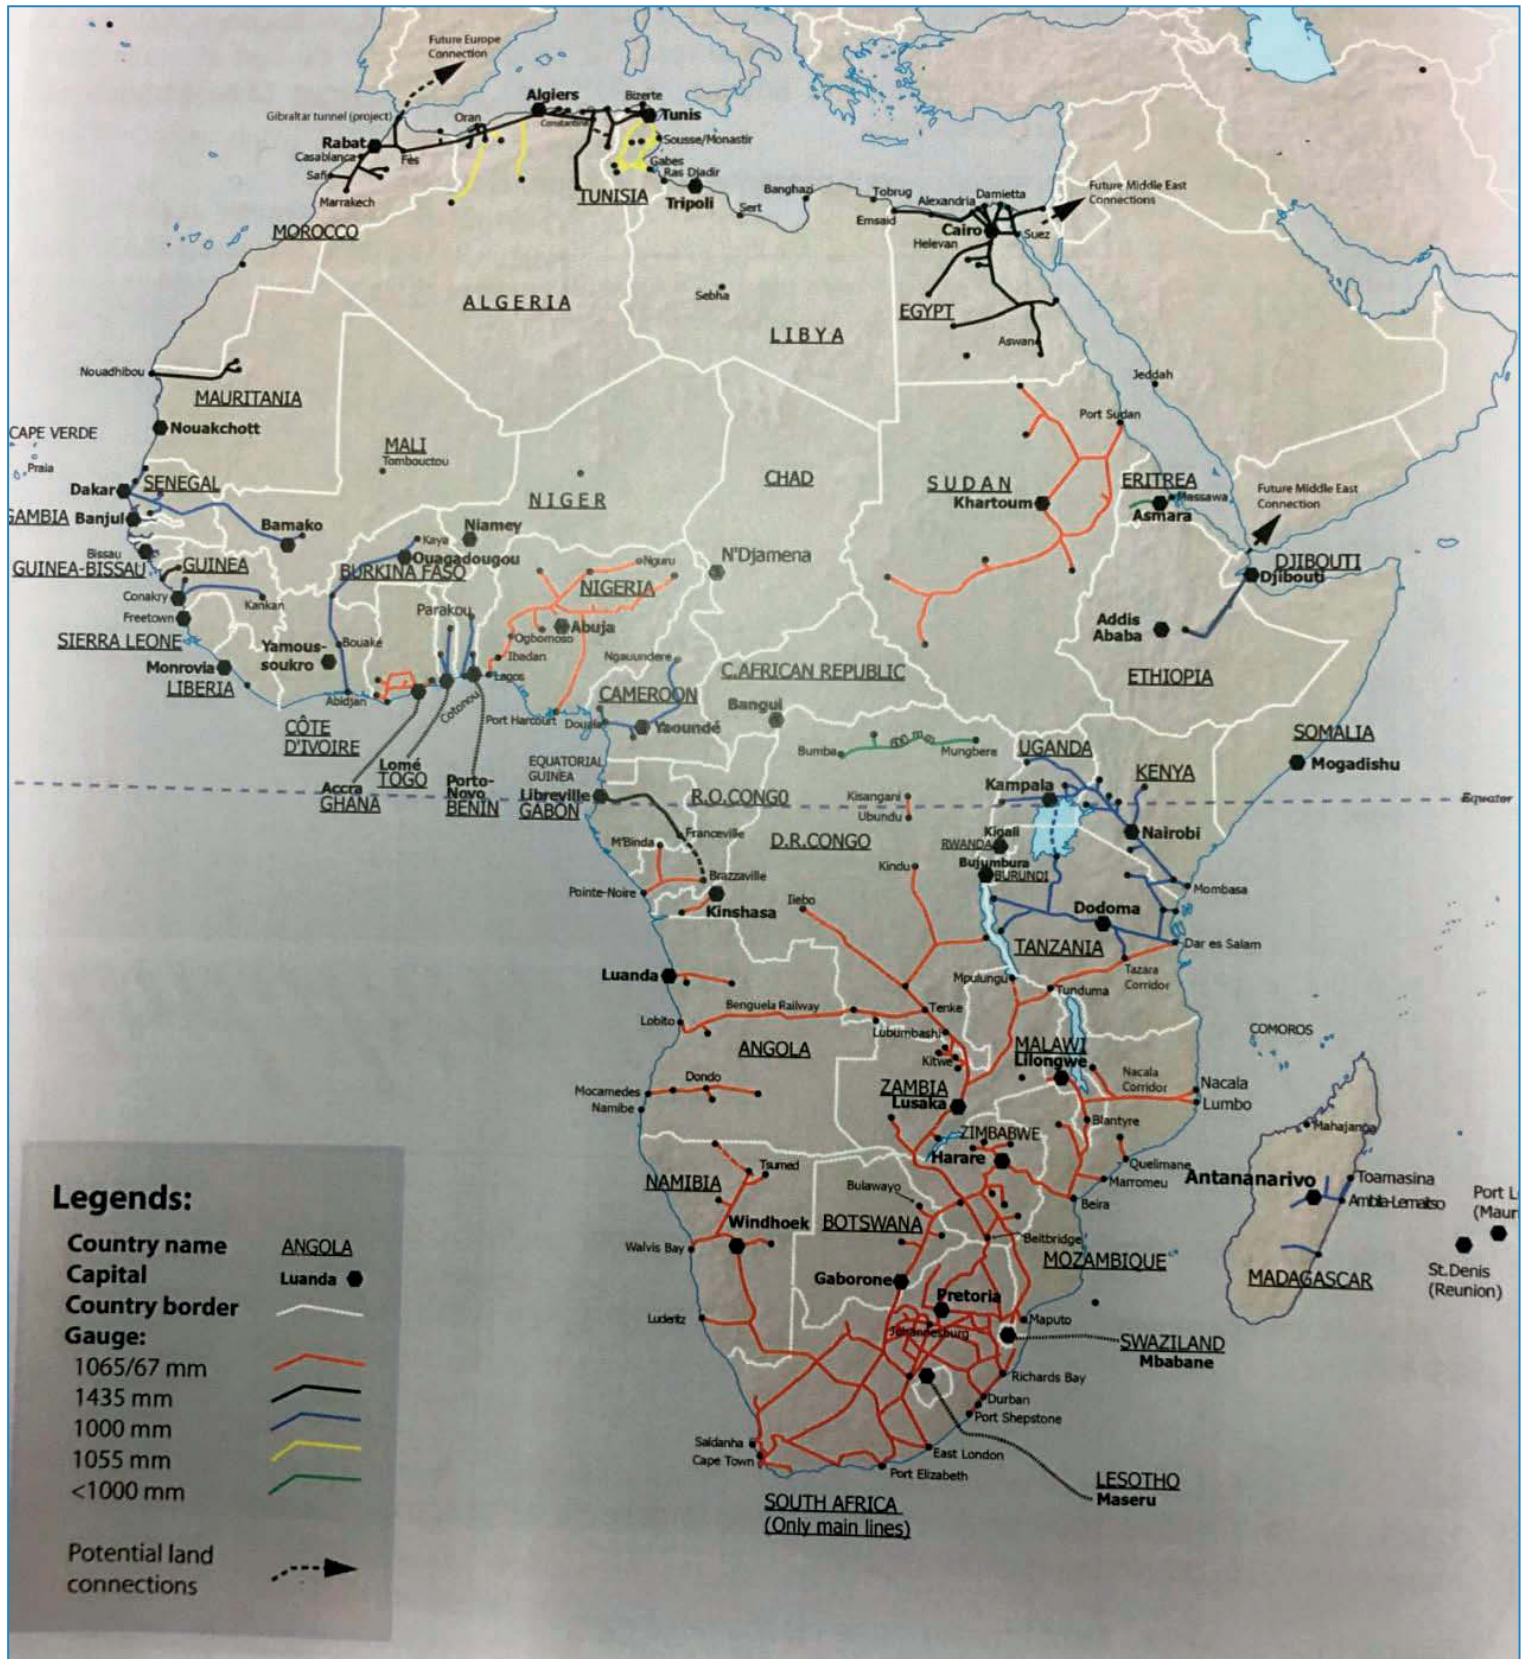 Future Europe
Connection
Gibraltar tunnel (project)
Oran
Algiers
Constantine
Bizerte
Tunis
Rabat
Casablanca
Fès
Safi
Marrakech
MOROCCO
Sousse/Monastir
Gabes
Ras Djadir
TUNISIA
Tripoli
Sert
Banghazi
Tobrug
Emsaid
Alexandria
Damietta
Cairo
Suez
Helevan
Future Middle East
Connections
ALGERIA
Sebha
LIBYA
EGYPT
Aswan
Nouadhibou
MAURITANIA
Nouakchott
Jeddah
Port Sudan
CAPE VERDE
Praia
MALI
Tombouctou
NIGER
CHAD
SUDAN
Khartoum
ERITREA
Massawa
Asmara
Future Middle East
Connection
SENEGAL
Dakar
GAMBIA
Banjul
Bamako
Bissau
GUINEA-BISSAU
GUINEA
Kaya
Niamey
Ouagadougou
BURKINA FASO
Nguru
NIGERIA
N'Djamena
DJIBOUTI
Djibouti
Conakry
Kankan
Freetown
SIERRA LEONE
Parakou
Abuja
Ogbomoso
Addis
Ababa
Yamous-
soukro
Bouaké
Ibadan
Lagos
Ngaundere
C.AFRICAN REPUBLIC
Monrovia
LIBERIA
ETHIOPIA
Abidjan
Cotonou
Port Harcourt
Douala
CAMEROON
Yaoundé
Bangui
CÔTE
D'IVOIRE
Bumba
600 m m
Mungbere
UGANDA
SOMALIA
Mogadishu
Lomé
TOGO
Accra
GHANA
Porto-
Novo
BENIN
EQUATORIAL
GUINEA
Libreville
GABON
R.O.CONGO
Kisangani
Ubundu
Kampala
KENYA
Equator
Franceville
M'Binda
D.R.CONGO
Kigali
RWANDA
Nairobi
Brazzaville
Kindu
Bujumbura
BURUNDI
Pointe-Noire
Kinshasa
Iiebo
Mombasa
Dodoma
TANZANIA
Dar es Salam
Luanda
Mpulungu
Tazara
Corridor
Tunduma
Benguela Railway
Tenke
Lobito
Lubumbashi
COMOROS
ANGOLA
Kitwe
MALAWI
Lilongwe
Dondo
Mocamedes
Namibe
ZAMBIA
Lusaka
Nacala
Corridor
Nacala
Lumbo
Blantyre
ZIMBABWE
Harare
Mahajanga
Tsumed
NAMIBIA
Bulawayo
Quelimane
Marromeu
Beira
Antananarivo
Toamasina
Ambila-Lemaitso
Port L
(Maur
Windhoek
BOTSWANA
Walvis Bay
Beitbridge
MOZAMBIQUE
St.Denis
(Reunion)
Gaborone
MADAGASCAR
Pretoria
Luderitz
Johannesburg
Maputo
SWAZILAND
Mbabane
Richards Bay
Durban
Port Shepstone
Saldanha
Cape Town
East London
Port Elizabeth
LESOTHO
Maseru
SOUTH AFRICA
(Only main lines)
Legends:
Country name ANGOLA
Capital Luanda
Country border
Gauge:
1065/67 mm
1435 mm
1000 mm
1055 mm
<1000 mm
Potential land
connections